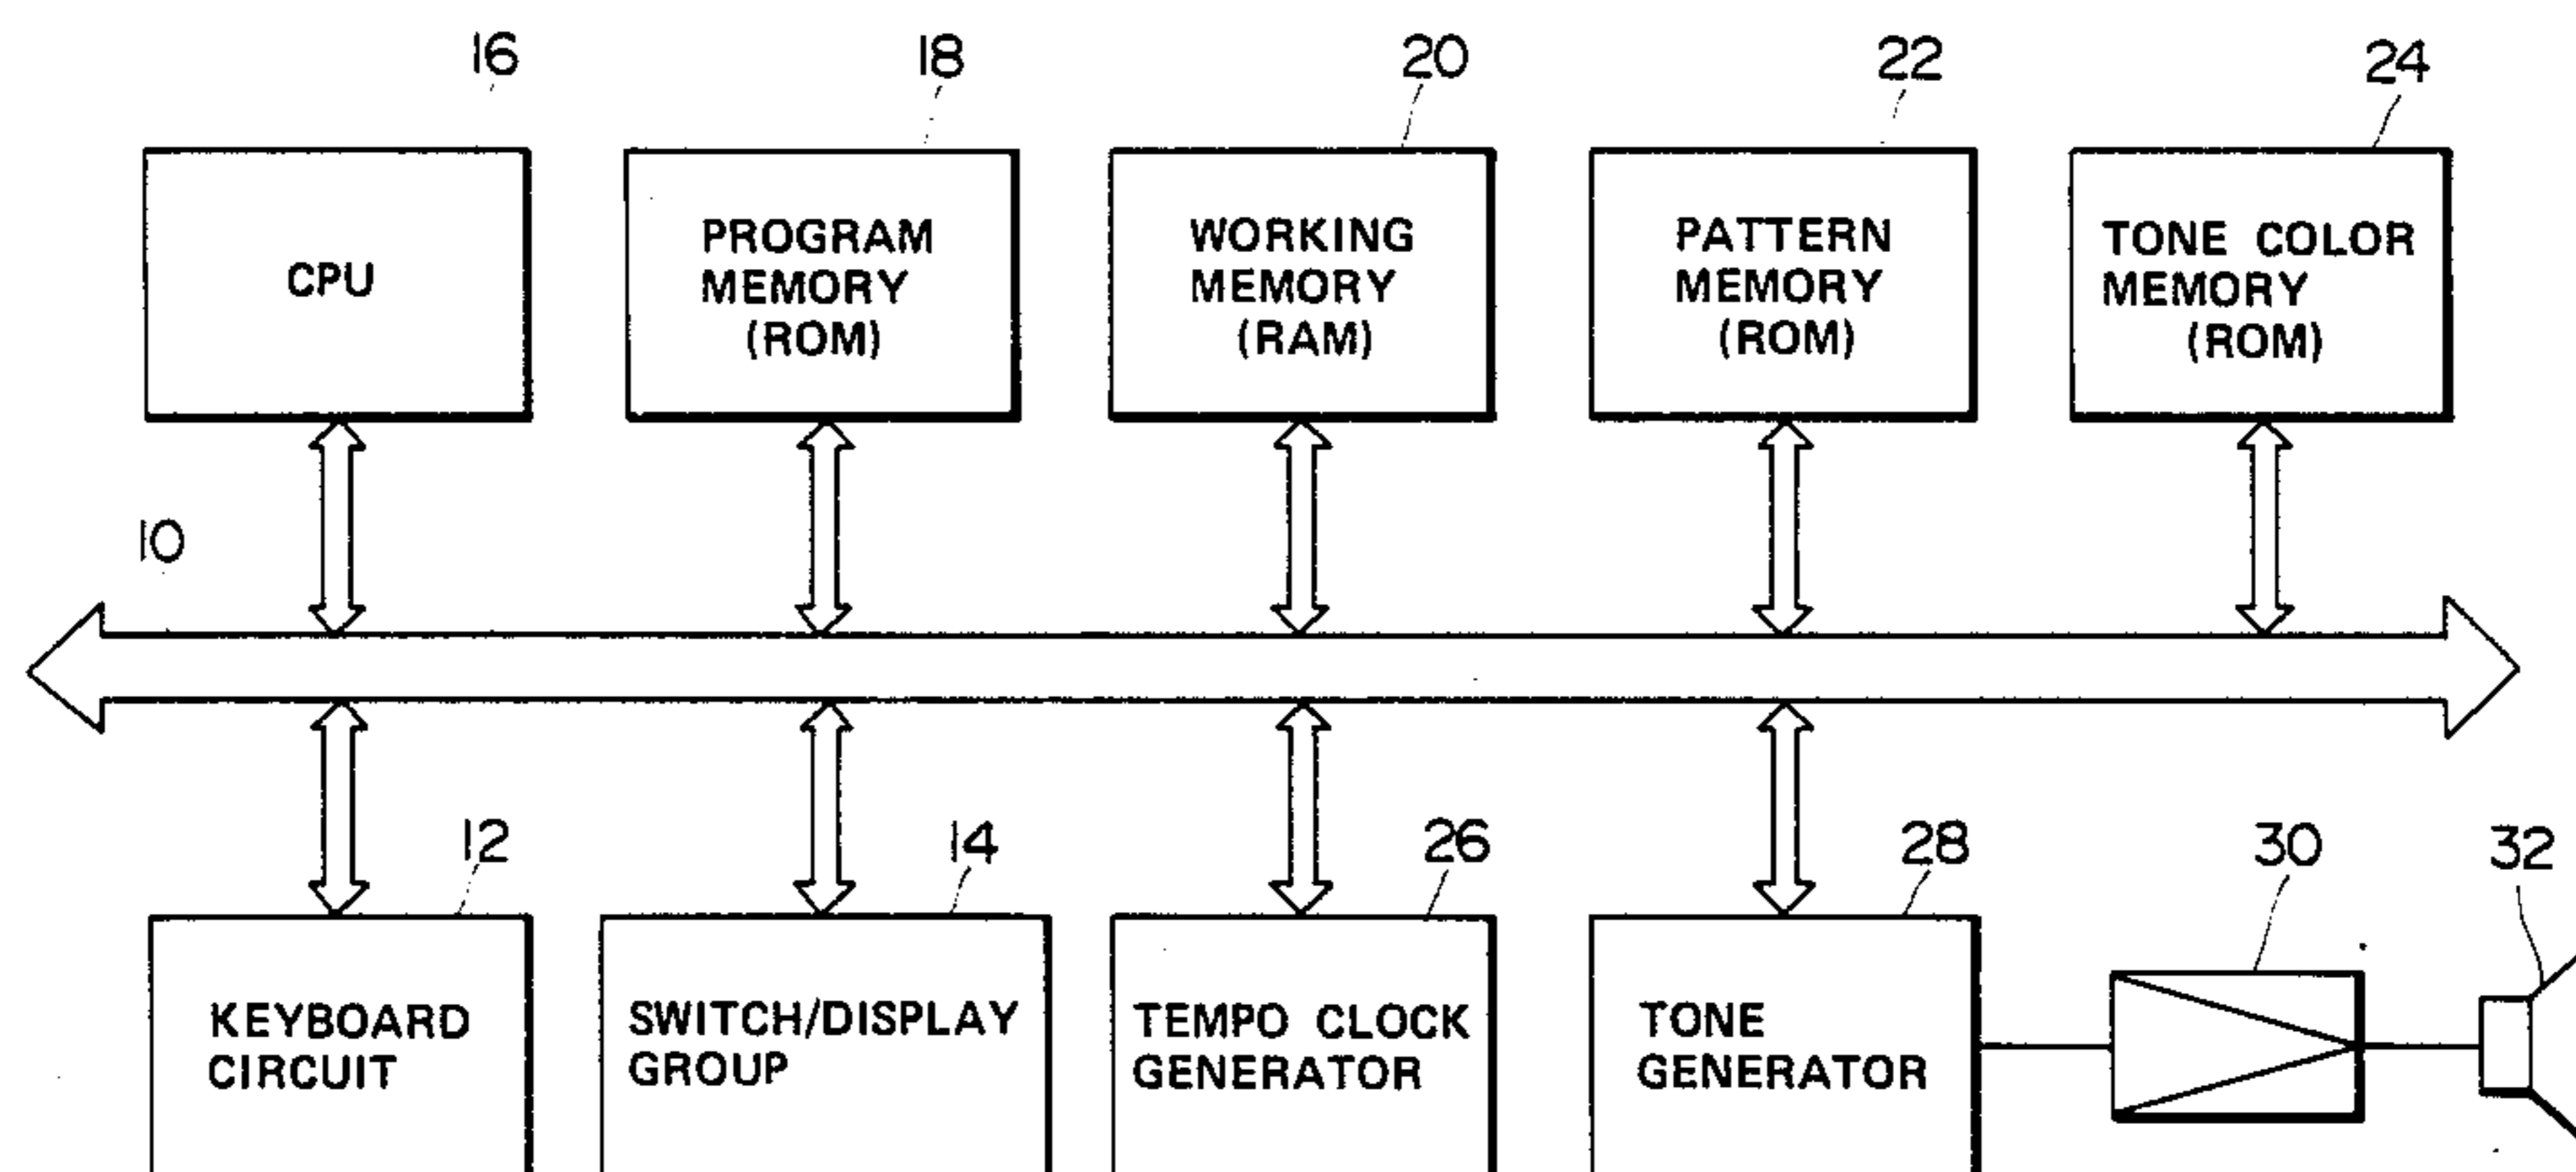 16
18
20
22
24
CPU
PROGRAM
MEMORY
(ROM)
WORKING
MEMORY
(RAM)
PATTERN
MEMORY
(ROM)
TONE COLOR
MEMORY
(ROM)
10
12
14
26
28
30
32
KEYBOARD
CIRCUIT
SWITCH/DISPLAY
GROUP
TEMPO CLOCK
GENERATOR
TONE
GENERATOR